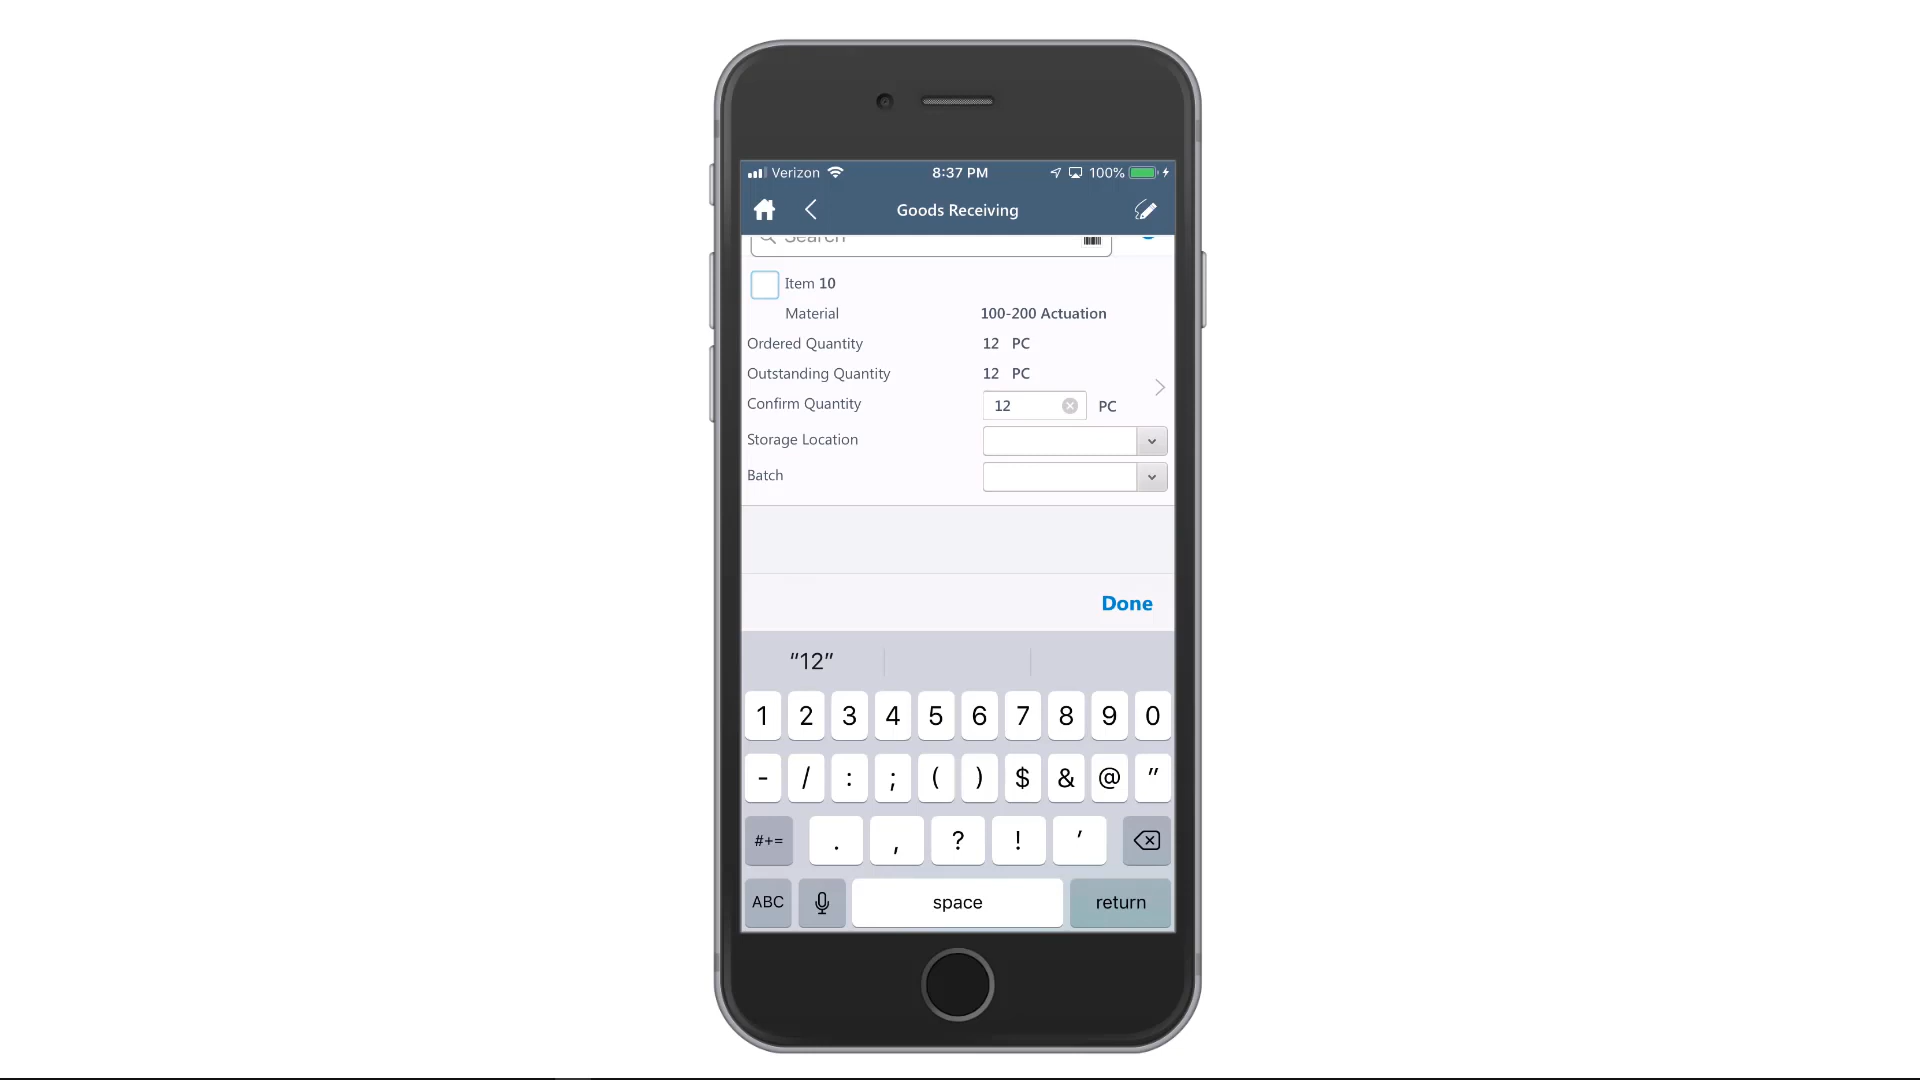 Verizon 8:37 PM 100%
Goods Receiving
Search
Item 10
Material 100-200 Actuation
Ordered Quantity 12 PC
Outstanding Quantity 12 PC
Confirm Quantity 12 PC
Storage Location
Batch
Done
“12”
1 2 3 4 5 6 7 8 9 0
- / : ; ( ) $ & @ "
#+= . , ? ! '
ABC space return